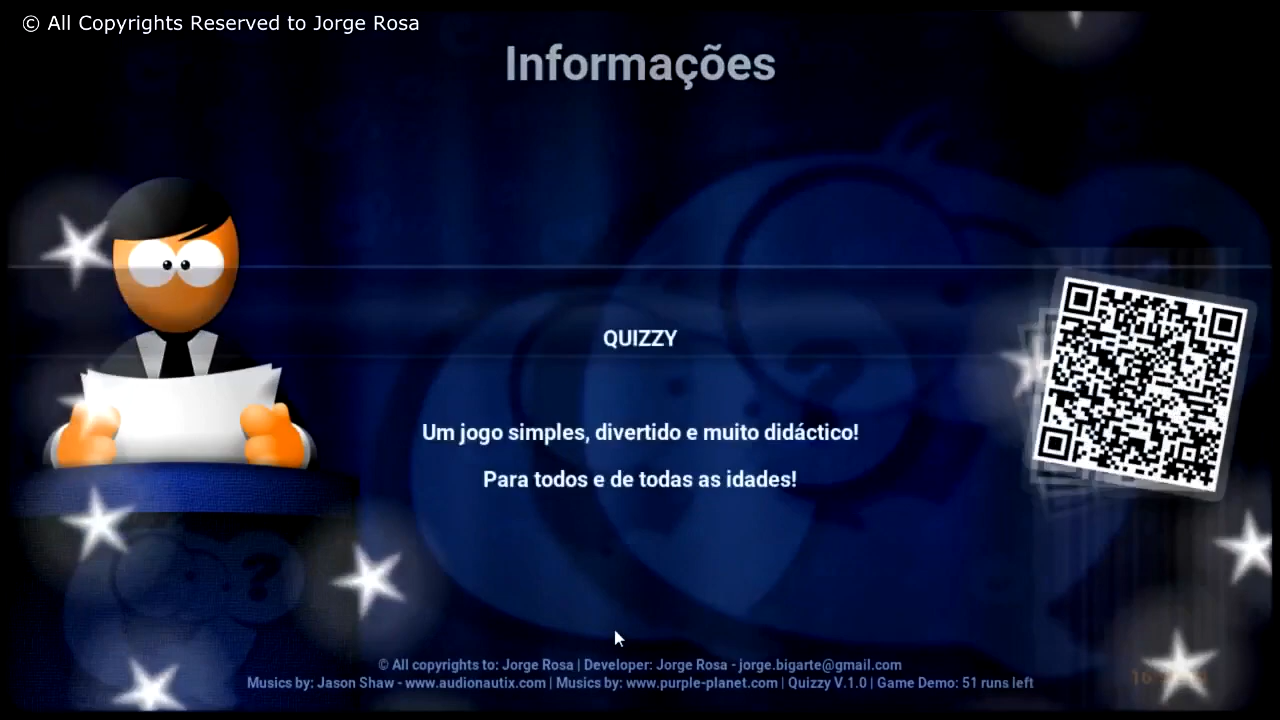 © All Copyrights Reserved to Jorge Rosa
Informações
QUIZZY
Um jogo simples, divertido e muito didáctico!
Para todos e de todas as idades!
?
© All copyrights to: Jorge Rosa | Developer: Jorge Rosa - jorge.bigarte@gmail.com
Musics by: Jason Shaw - www.audionautix.com | Musics by: www.purple-planet.com | Quizzy V.1.0 | Game Demo: 51 runs left